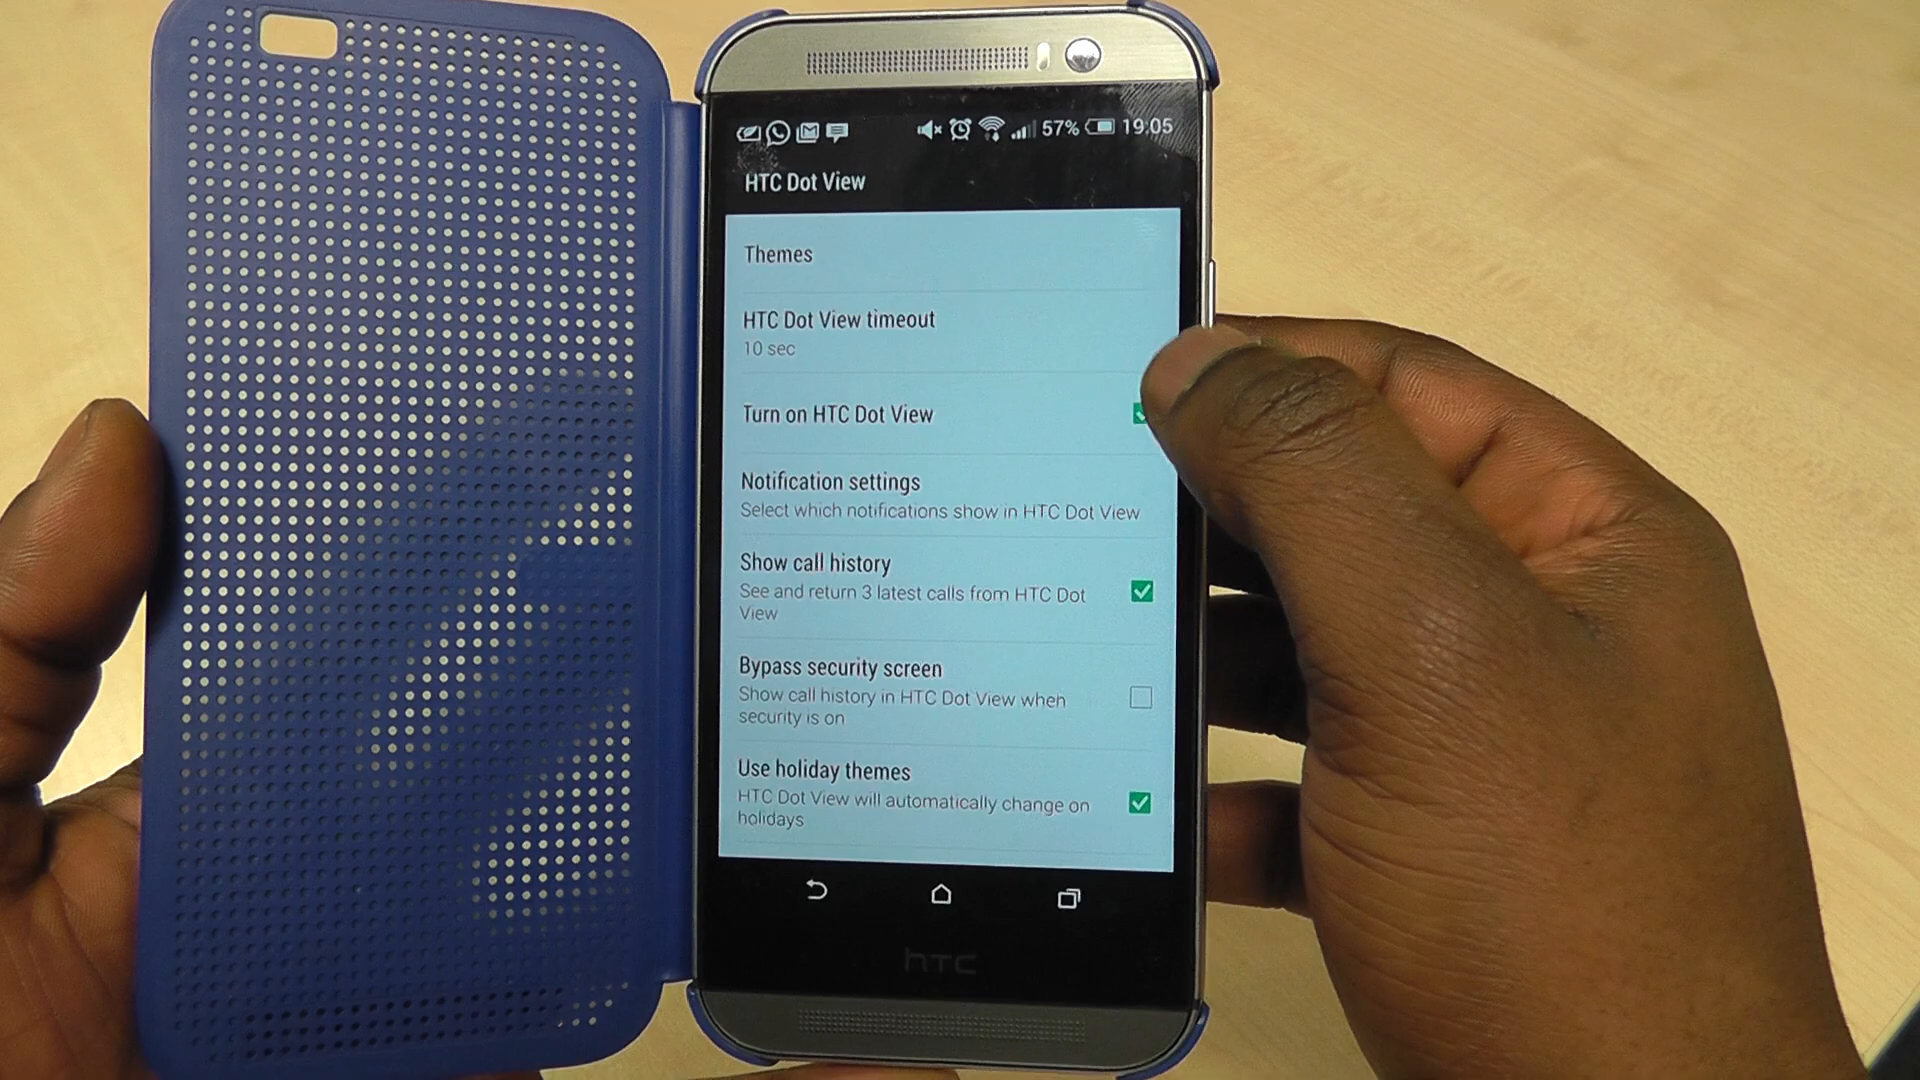 57% 19:05
HTC Dot View
Themes
HTC Dot View timeout
10 sec
Turn on HTC Dot View
Notification settings
Select which notifications show in HTC Dot View
Show call history
See and return 3 latest calls from HTC Dot
View
Bypass security screen
Show call history in HTC Dot View when
security is on
Use holiday themes
HTC Dot View will automatically change on
holidays
hTC